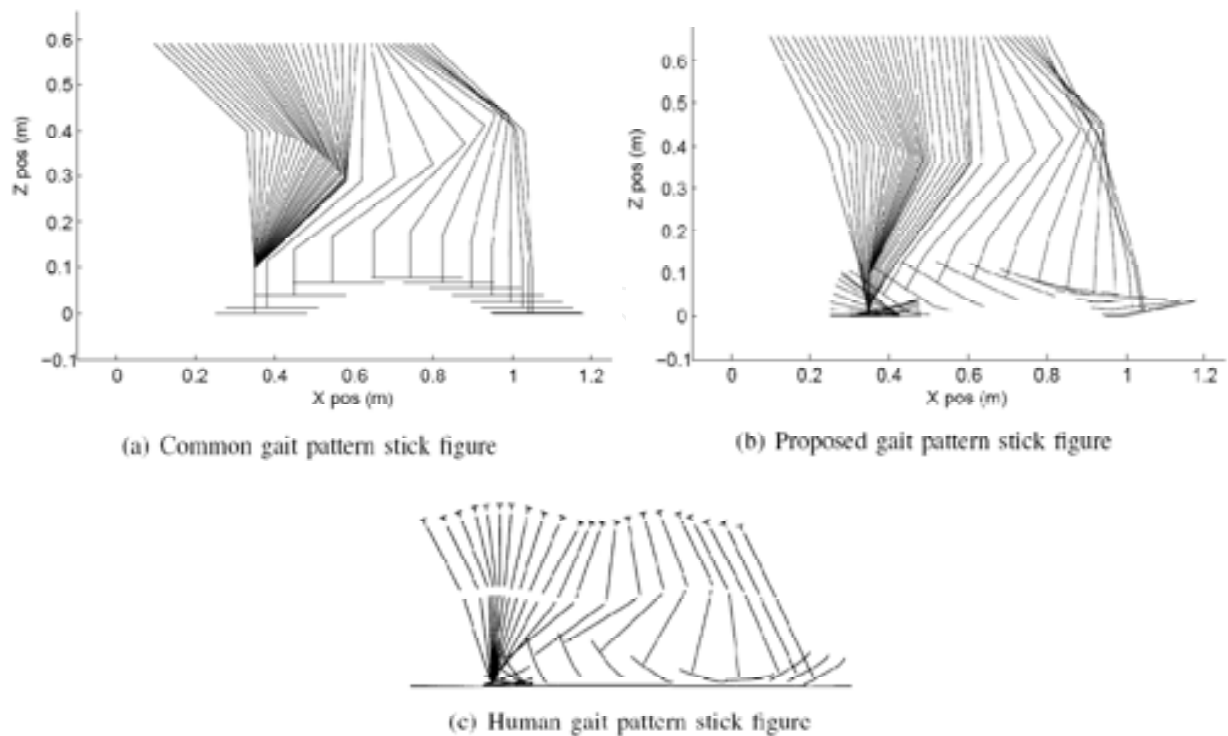 0.6
0.5
0.4
0.3
0.2
0.1
0
−0.1
Z pos (m)
0 0.2 0.4 0.6 0.8 1 1.2
X pos (m)
(a) Common gait pattern stick figure
0.6
0.5
0.4
0.3
0.2
0.1
0
−0.1
Z pos (m)
0 0.2 0.4 0.6 0.8 1 1.2
X pos (m)
(b) Proposed gait pattern stick figure
(c) Human gait pattern stick figure